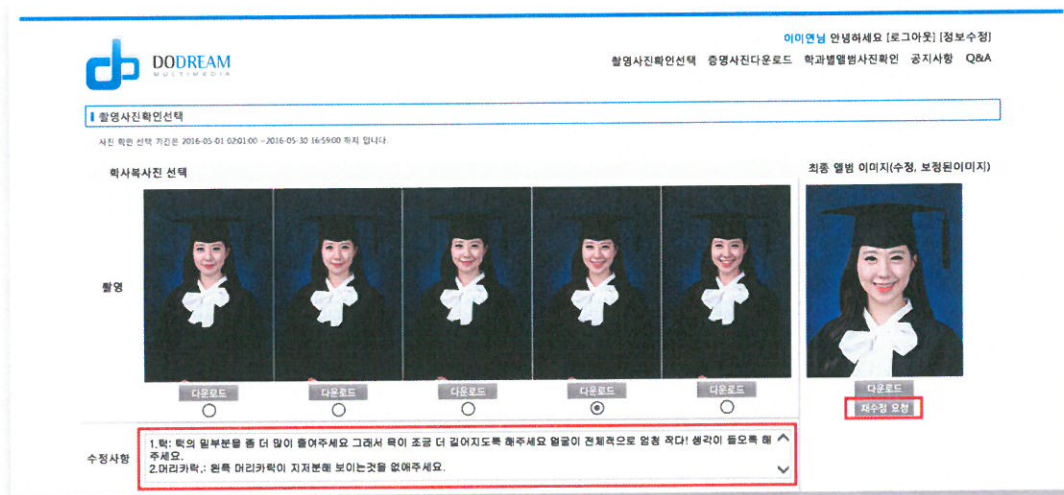 이미연님 안녕하세요 [로그아웃] [정보수정]
DODREAM
MULTIMEDIA
촬영사진확인선택 증명사진다운로드 학과별앨범사진확인 공지사항 Q&A
촬영사진확인선택
사진 확인 선택 기간은 2016-05-01 02:01:00 ~2016-05-30 16:59:00 까지 입니다.
학사복사진 선택
최종 앨범 이미지(수정, 보정된이미지)
촬영
다운로드 다운로드 다운로드 다운로드 다운로드
다운로드
재수정 요청
수정사항
1.턱: 턱의 밑부분을 좀 더 많이 줄여주세요 그래서 목이 조금 더 길어지도록 해주세요 얼굴이 전체적으로 엄청 작다! 생각이 들오록 해
주세요.
2.머리카락,: 왼쪽 머리카락이 지저분해 보이는것을 없애주세요.